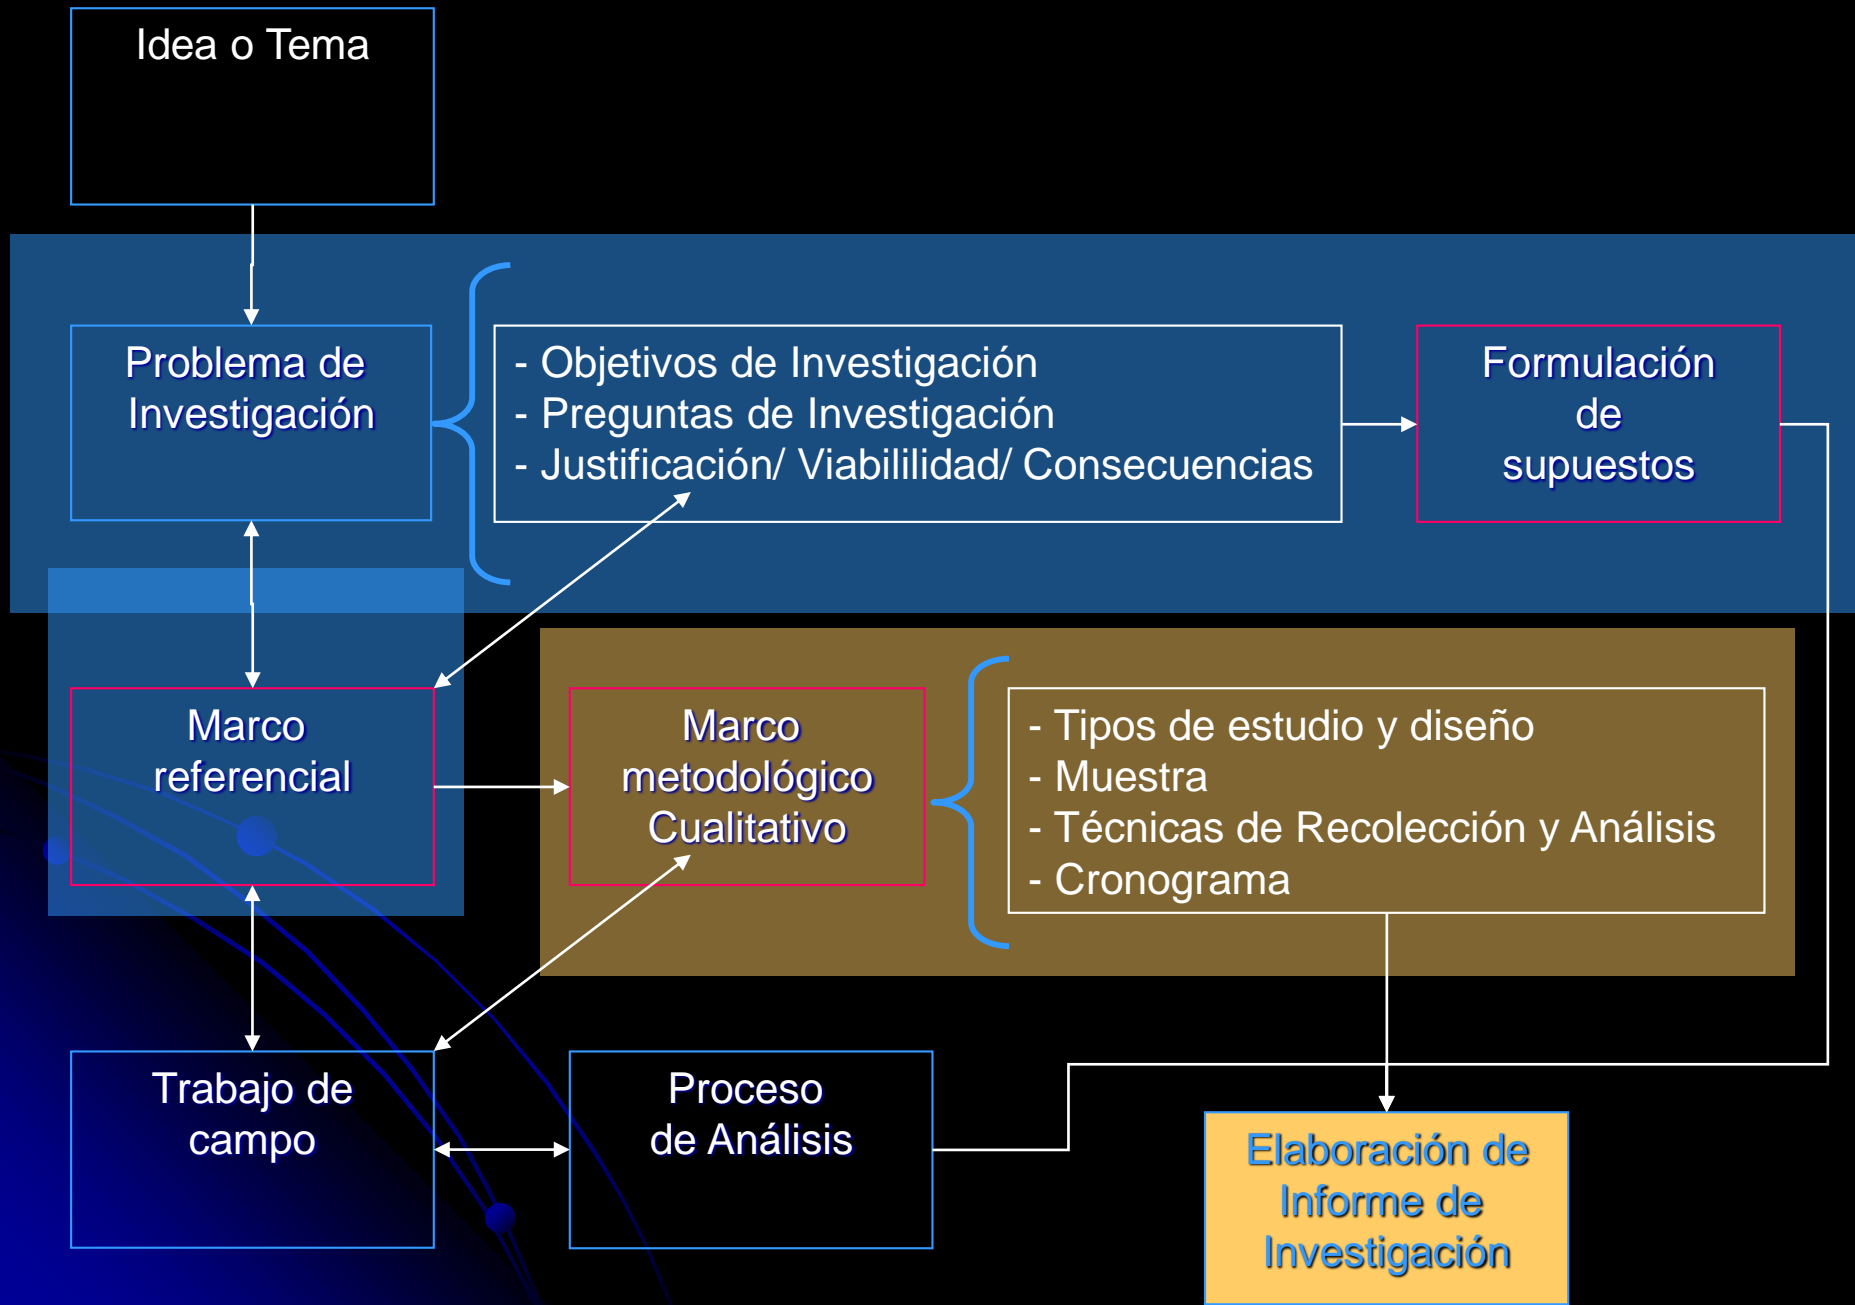 Idea o Tema
Problema de
Investigación
- Objetivos de Investigación
- Preguntas de Investigación
- Justificación/ Viabililidad/ Consecuencias
Formulación
de
supuestos
Marco
referencial
Marco
metodológico
Cualitativo
- Tipos de estudio y diseño
- Muestra
- Técnicas de Recolección y Análisis
- Cronograma
Trabajo de
campo
Proceso
de Análisis
Elaboración de
Informe de
Investigación